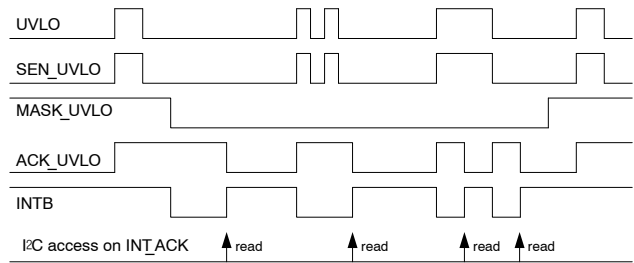 UVLO
SEN_UVLO
MASK_UVLO
ACK_UVLO
INTB
I2C access on INT_ACK read read read read